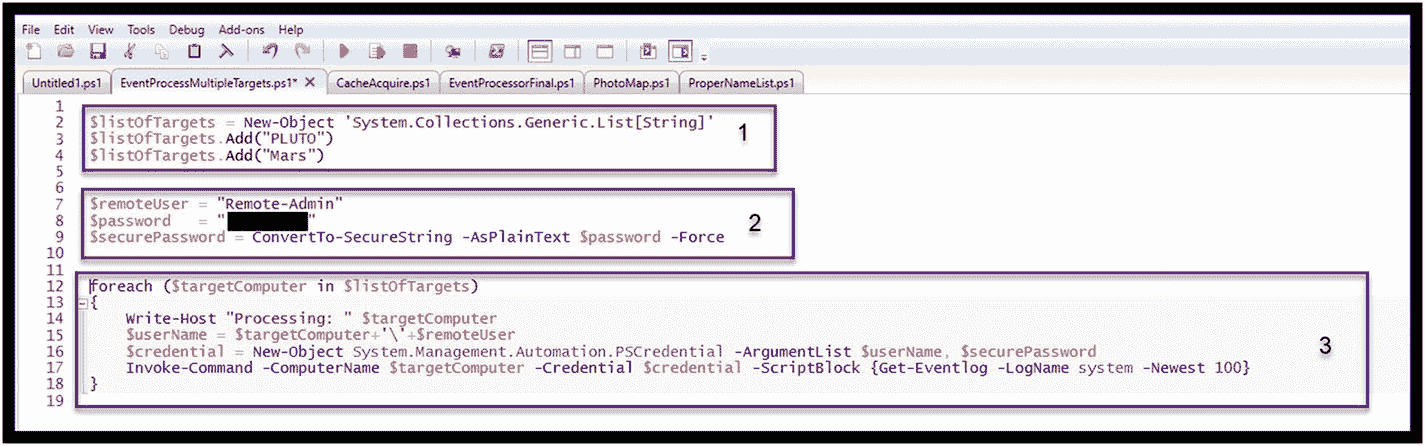 File Edit View Tools Debug Add-ons Help
Untitled1.ps1 EventProcessMultipleTargets.ps1* X CacheAcquire.ps1 EventProcessorFinal.ps1 PhotoMap.ps1 ProperNameList.ps1
1
2 $listOfTargets = New-Object 'System.Collections.Generic.List[String]' 1
3 $listOfTargets.Add("PLUTO")
4 $listOfTargets.Add("Mars")
5
6
7 $remoteUser = "Remote-Admin"
8 $password   = " " 2
9 $securePassword = ConvertTo-SecureString -AsPlainText $password -Force
10
11
12 foreach ($targetComputer in $listOfTargets)
13 {
14     Write-Host "Processing: " $targetComputer
15     $userName = $targetComputer+'\'+$remoteUser
16     $credential = New-Object System.Management.Automation.PSCredential -ArgumentList $userName, $securePassword 3
17     Invoke-Command -ComputerName $targetComputer -Credential $credential -ScriptBlock {Get-Eventlog -LogName system -Newest 100}
18 }
19